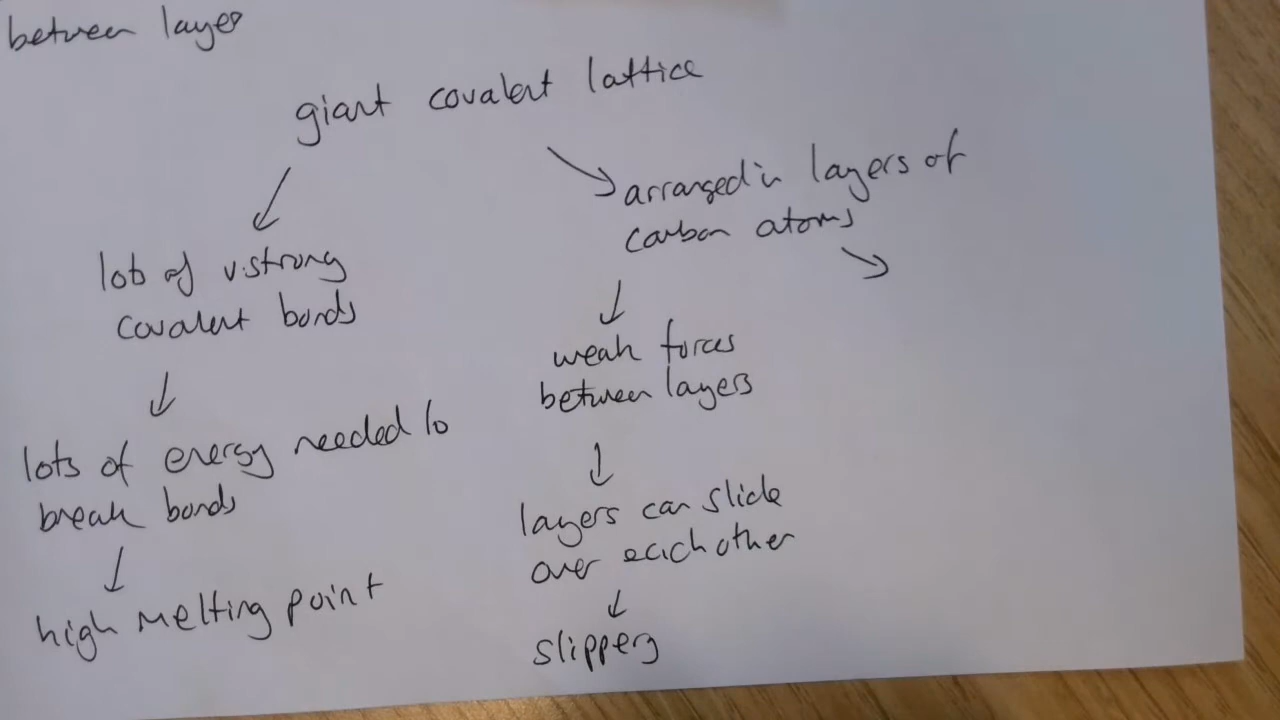 between layer
giant covalent lattice
arranged in layers of
carbon atoms
lots of v.strong
covalent bonds
weak forces
between layers
lots of energy needed to
break bonds
layers can slide
over each other
high melting point
slippery